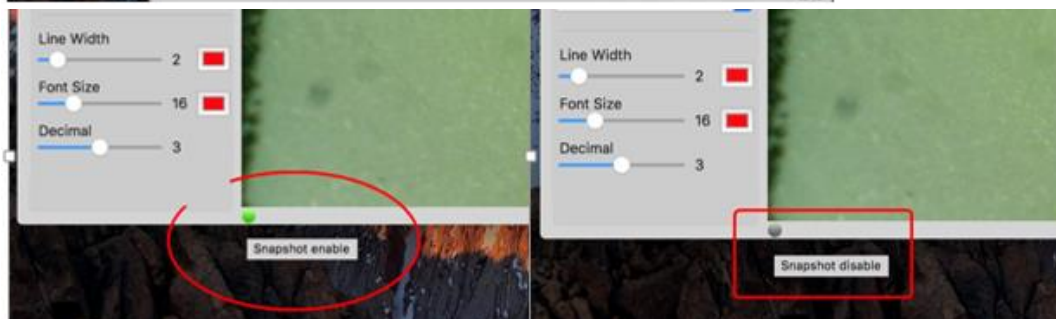 Line Width
2
Font Size
16
Decimal
3
Snapshot enable
Line Width
2
Font Size
16
Decimal
3
Snapshot disable